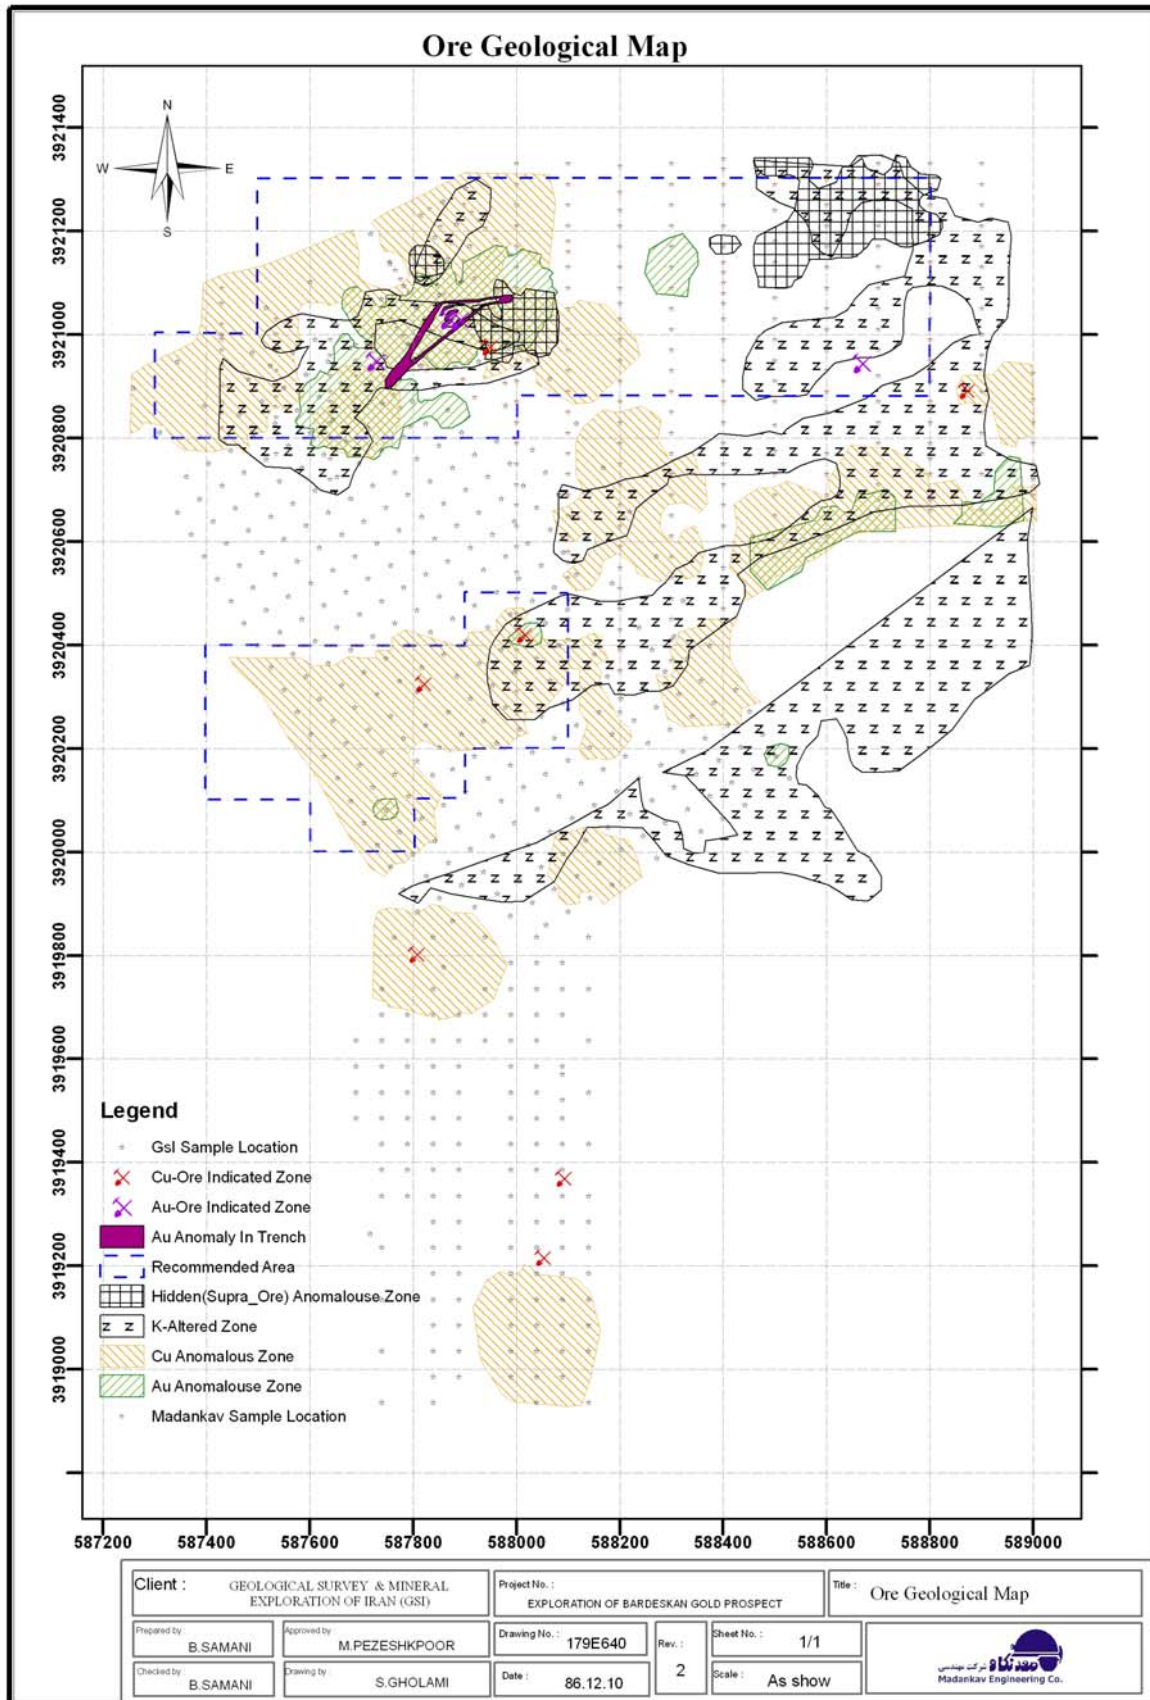 Ore Geological Map
N
W
E
S
3921400
3921200
3921000
3920800
3920600
3920400
3920200
3920000
3919800
3919600
3919400
3919200
3919000
Legend
Gsl Sample Location
Cu-Ore Indicated Zone
Au-Ore Indicated Zone
Au Anomaly In Trench
Recommended Area
Hidden(Supra_Ore) Anomalouse Zone
z z K-Altered Zone
Cu Anomalous Zone
Au Anomalouse Zone
Madankav Sample Location
587200 587400 587600 587800 588000 588200 588400 588600 588800 589000
Client : GEOLOGICAL SURVEY & MINERAL
EXPLORATION OF IRAN (GSI)
Project No. :
EXPLORATION OF BARDESKAN GOLD PROSPECT
Title : Ore Geological Map
Prepared by :
B.SAMANI
Approved by :
M.PEZESHKPOOR
Drawing No. : 179E640
Rev. :
2
Sheet No. : 1/1
Checked by :
B.SAMANI
Drawing by :
S.GHOLAMI
Date : 86.12.10
Scale : As show
شرکت مهندسی
Madankav Engineering Co.